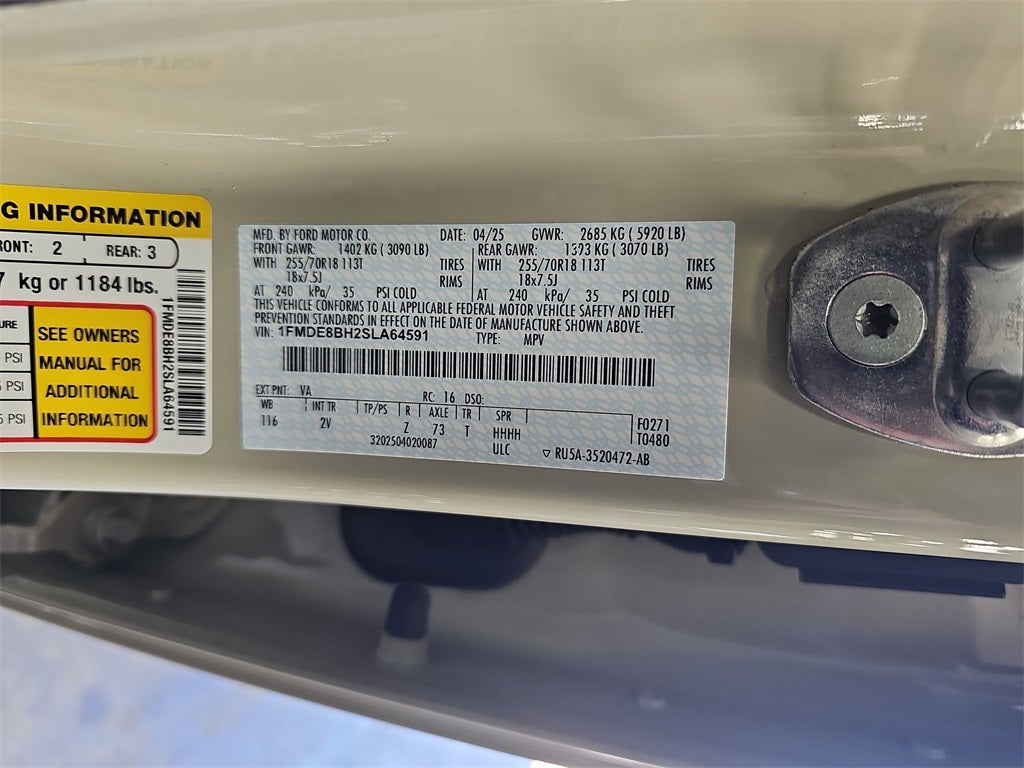 G INFORMATION
RONT: 2 REAR: 3
7 kg or 1184 lbs.
URE
PSI
5 PSI
5 PSI
SEE OWNERS
MANUAL FOR
ADDITIONAL
INFORMATION
1FMDE8BH2SLA64591
MFD. BY FORD MOTOR CO. DATE: 04/25 GVWR: 2685 KG ( 5920 LB)
FRONT GAWR: 1402 KG ( 3090 LB) REAR GAWR: 1393 KG ( 3070 LB)
WITH 255/70R18 113T TIRES WITH 255/70R18 113T TIRES
18x7.5J RIMS 18x7.5J RIMS
AT 240 kPa/ 35 PSI COLD AT 240 kPa/ 35 PSI COLD
THIS VEHICLE CONFORMS TO ALL APPLICABLE FEDERAL MOTOR VEHICLE SAFETY AND THEFT
PREVENTION STANDARDS IN EFFECT ON THE DATE OF MANUFACTURE SHOWN ABOVE.
VIN: 1FMDE8BH2SLA64591 TYPE: MPV
EXT PNT: VA RC: 16 DSO:
WB INT TR TP/PS R AXLE TR SPR F0271
116 2V Z 73 T HHHH T0480
3202504020087 ULC ▽ RU5A-3520472-AB